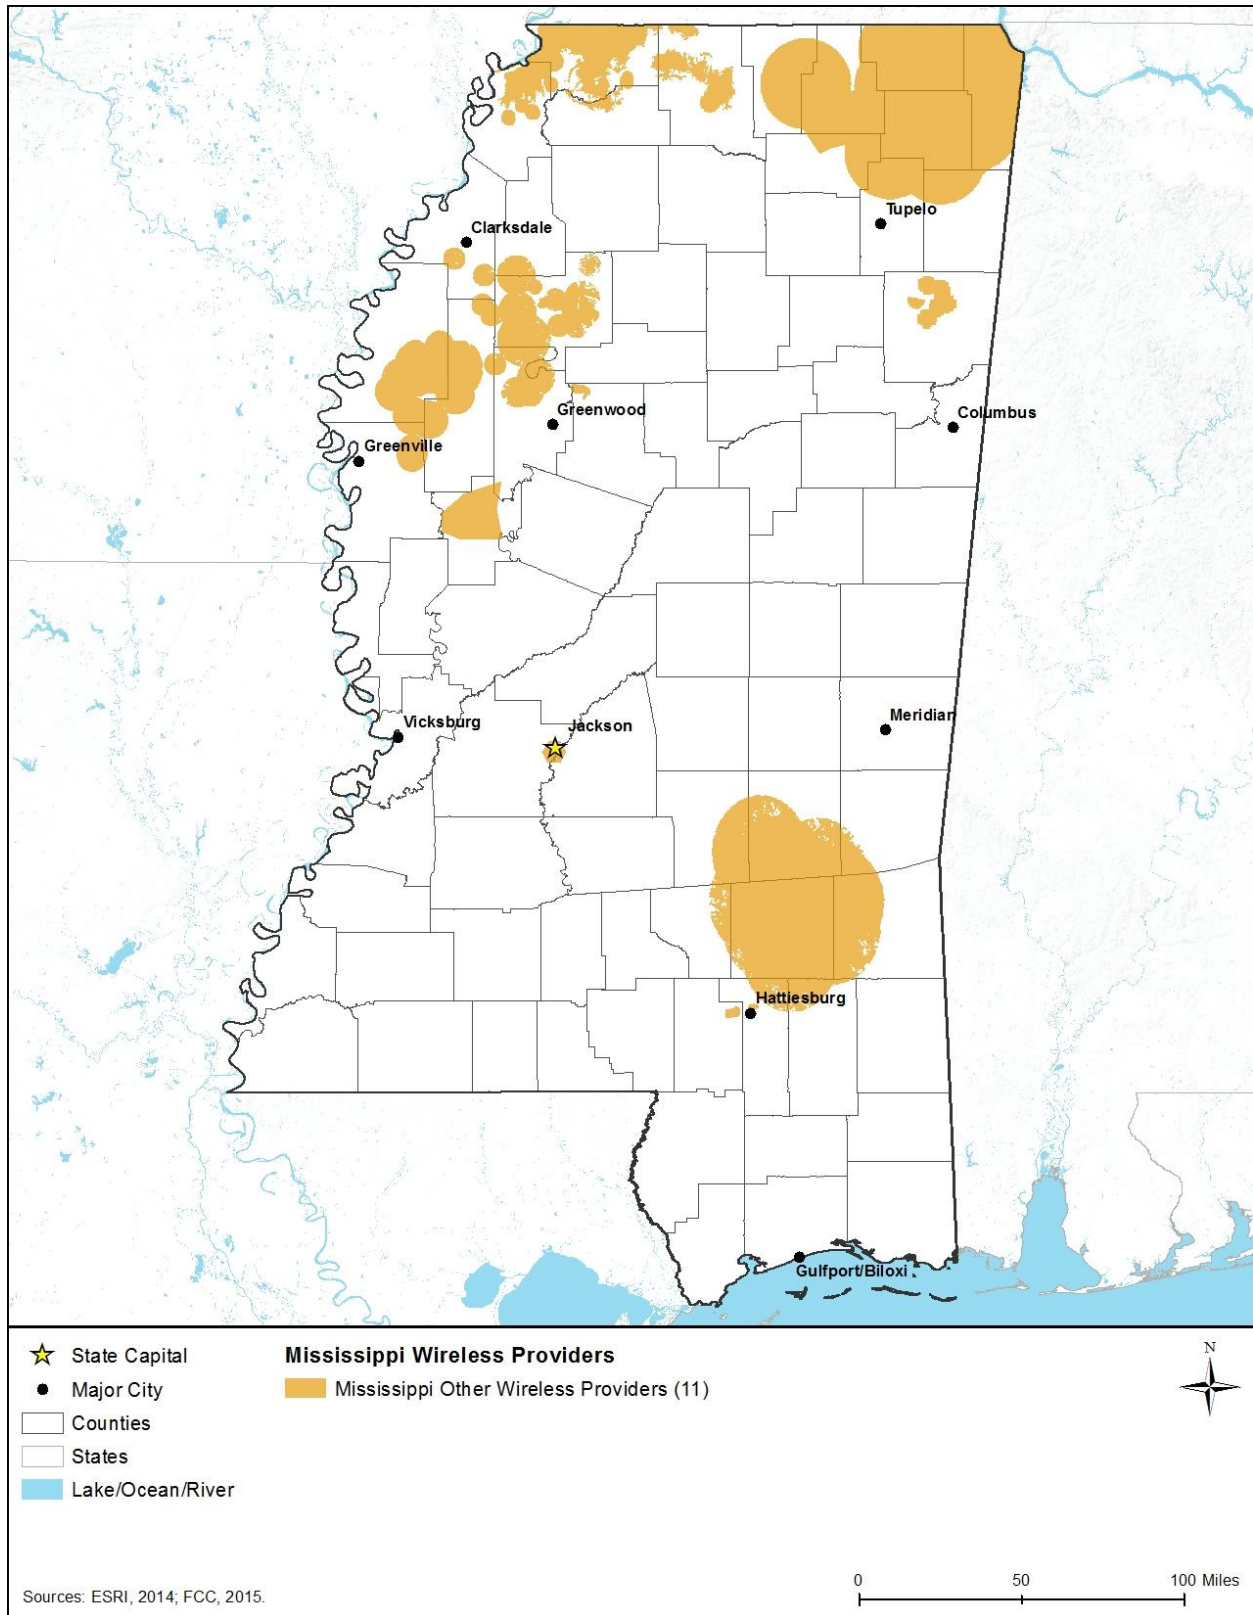 Tupelo
Clarksdale
Greenwood
Columbus
Greenville
Vicksburg
Jackson
Meridian
Hattiesburg
Gulfport/Biloxi
State Capital
Major City
Counties
States
Lake/Ocean/River
Mississippi Wireless Providers
Mississippi Other Wireless Providers (11)
N
Sources: ESRI, 2014; FCC, 2015.
0 50 100 Miles